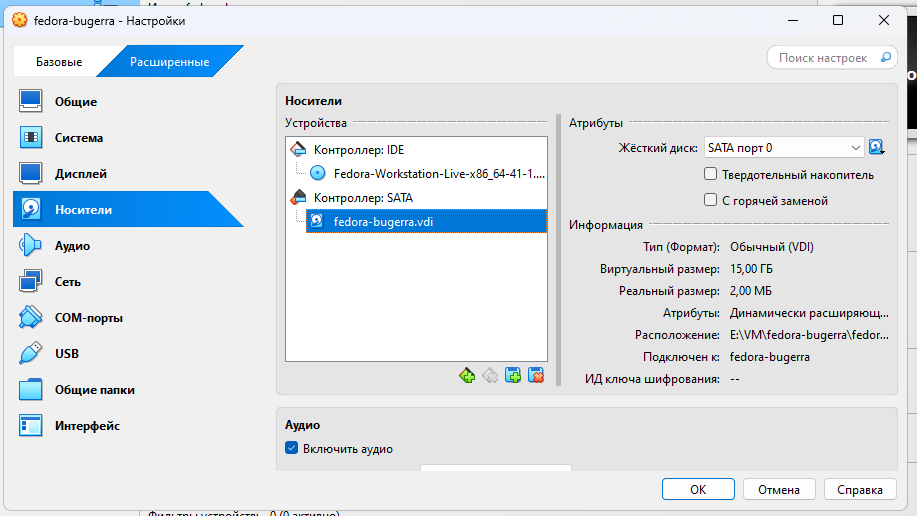 fedora-bugerra - Настройки
Базовые
Расширенные
Поиск настроек
Общие
Система
Дисплей
Носители
Аудио
Сеть
COM-порты
USB
Общие папки
Интерфейс
Носители
Устройства
Контроллер: IDE
Fedora-Workstation-Live-x86_64-41-1....
Контроллер: SATA
fedora-bugerra.vdi
Атрибуты
Жёсткий диск: SATA порт 0
Твердотельный накопитель
С горячей заменой
Информация
Тип (Формат): Обычный (VDI)
Виртуальный размер: 15,00 ГБ
Реальный размер: 2,00 МБ
Атрибуты: Динамически расширяющ...
Расположение: E:\VM\fedora-bugerra\fedor...
Подключен к: fedora-bugerra
ИД ключа шифрования: --
Аудио
Включить аудио
OK
Отмена
Справка